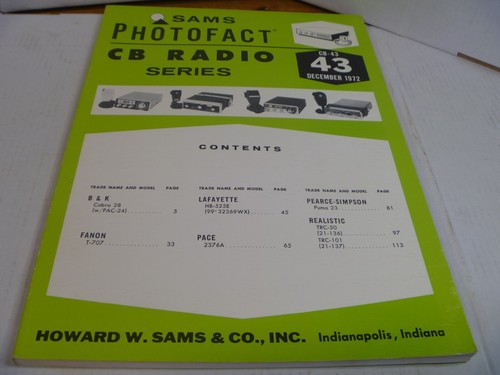 SAMS
PHOTOFACT
CB RADIO
SERIES
CB-43
43
DECEMBER 1972
CONTENTS
TRADE NAME AND MODEL PAGE
B & K
Cobra 28
(w/PAC-24) 5
FANON
T-707 33
TRADE NAME AND MODEL PAGE
LAFAYETTE
HB-525E
(99-32369WX) 45
PACE
2376A 65
TRADE NAME AND MODEL PAGE
PEARCE-SIMPSON
Puma 23 81
REALISTIC
TRC-50
(21-136) 97
TRC-101
(21-137) 113
HOWARD W. SAMS & CO., INC. Indianapolis, Indiana